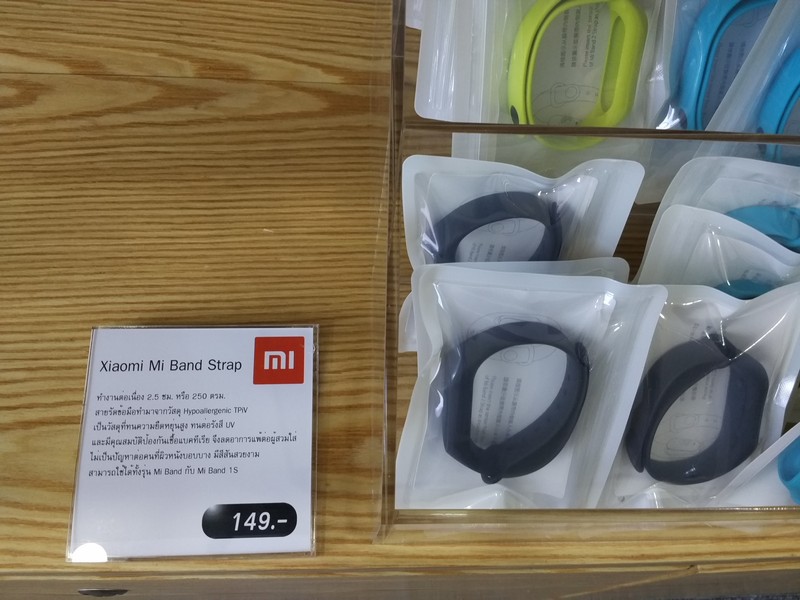 Xiaomi Mi Band Strap
mi
ทำงานต่อเนื่อง 2.5 ชม. หรือ 250 ตรม.
สายรัดข้อมือทำมาจากวัสดุ Hypoallergenic TPiV
เป็นวัสดุที่ทนความยืดหยุ่นสูง ทนต่อรังสี UV
และมีคุณสมบัติป้องกันเชื้อแบคทีเรีย จึงลดอาการแพ้ต่อผู้สวมใส่
ไม่เป็นปัญหาต่อคนที่ผิวหนังบอบบาง มีสีสันสวยงาม
สามารถใช้ได้ทั้งรุ่น Mi Band กับ Mi Band 1S
149.-